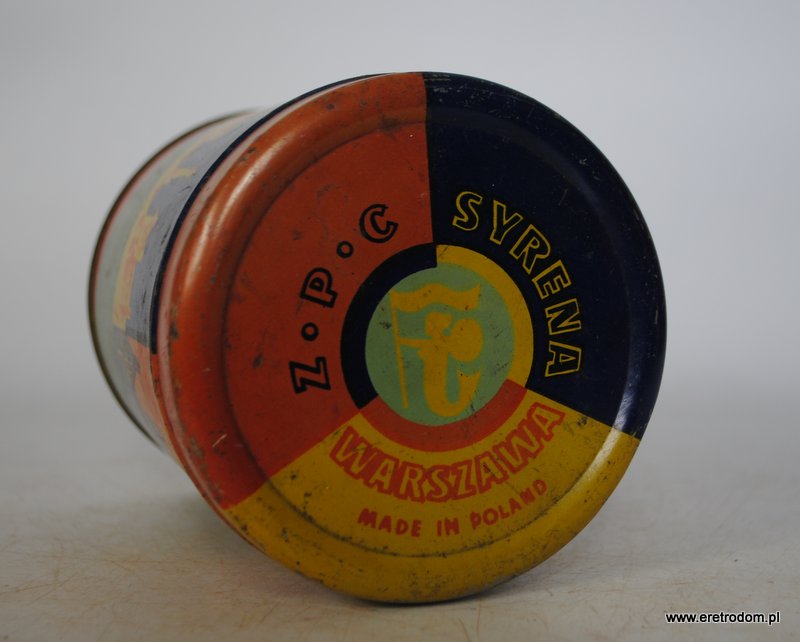 Z·P·C
SYRENA
WARSZAWA
MADE IN POLAND
www.eretrodom.pl